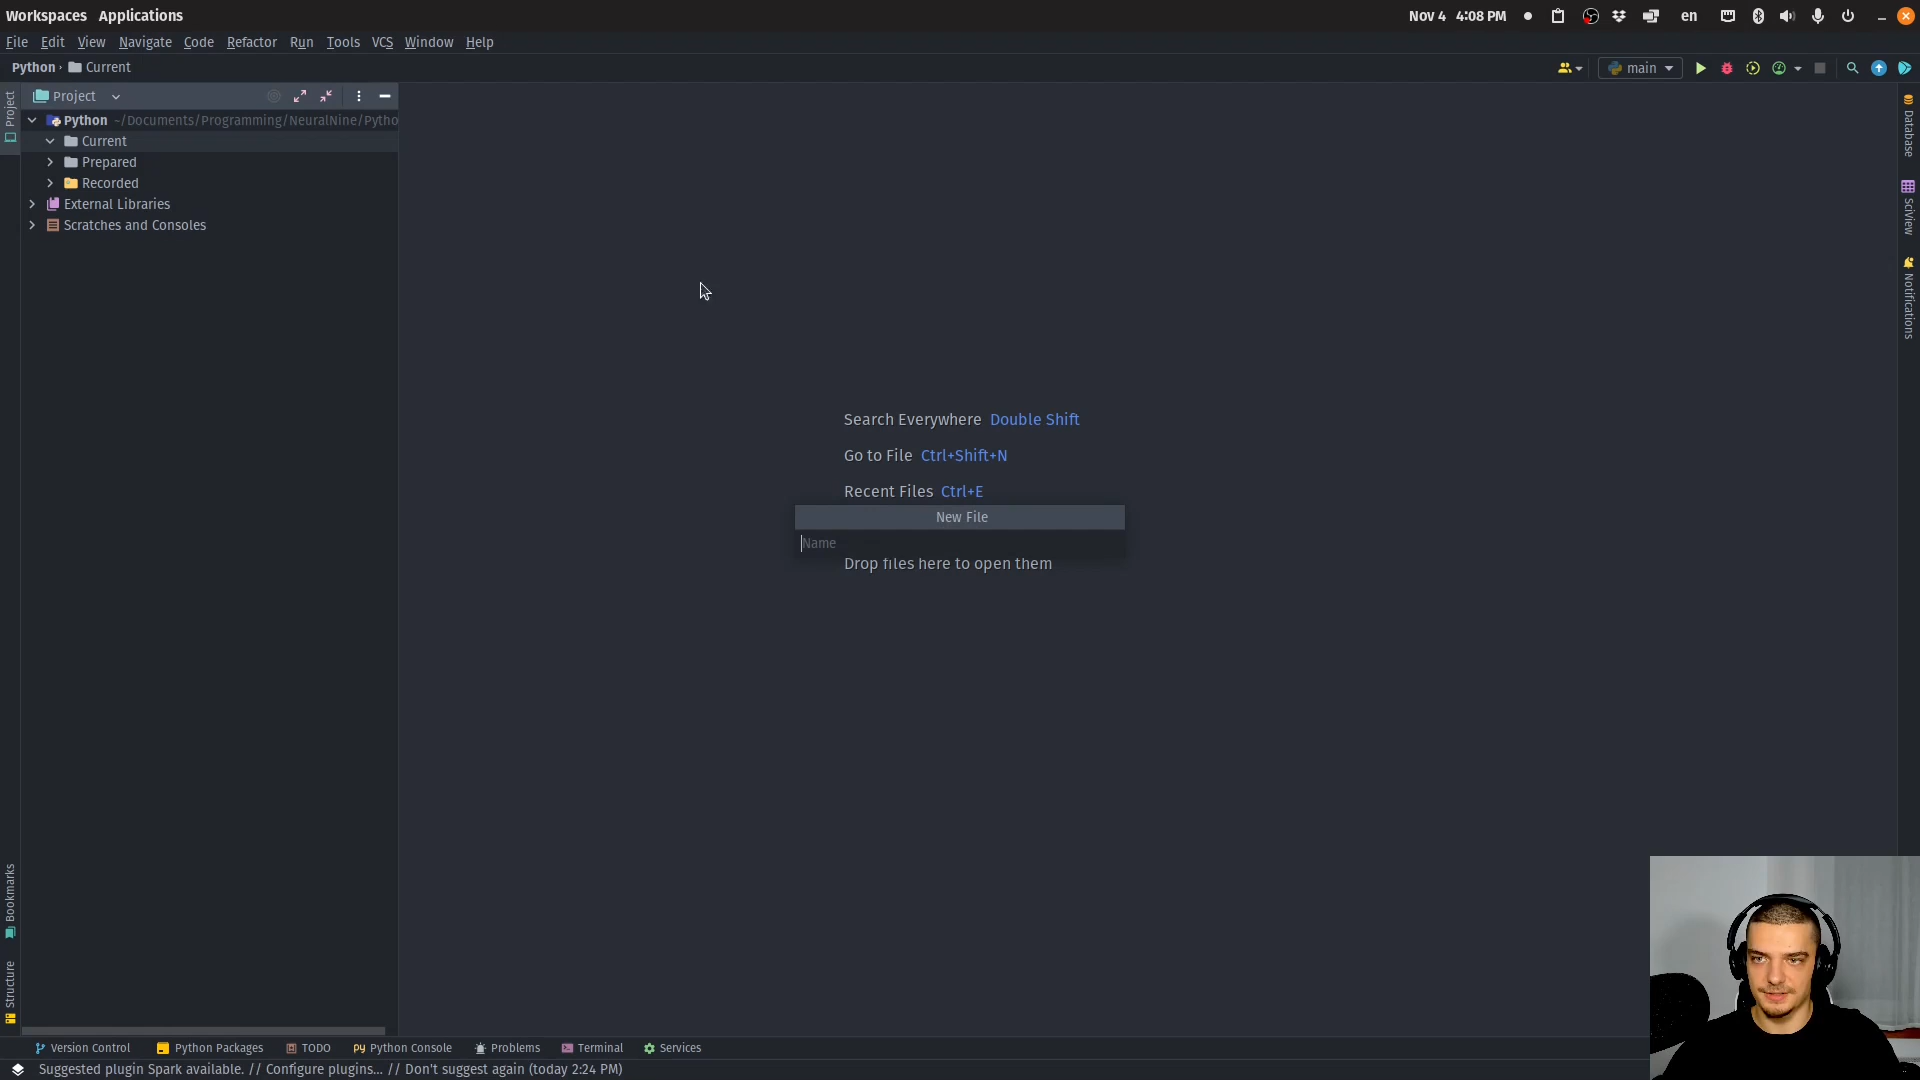 Workspaces Applications
Nov 4 4:08 PM
en
File Edit View Navigate Code Refactor Run Tools VCS Window Help
Python Current
main
Project
Project
Python ~/Documents/Programming/NeuralNine/Pytho
Current
Prepared
Recorded
External Libraries
Scratches and Consoles
Search Everywhere Double Shift
Go to File Ctrl+Shift+N
Recent Files Ctrl+E
New File
Name
Drop files here to open them
Database
SciView
Notifications
Bookmarks
Structure
Version Control Python Packages TODO Python Console Problems Terminal Services
Suggested plugin Spark available. // Configure plugins... // Don't suggest again (today 2:24 PM)